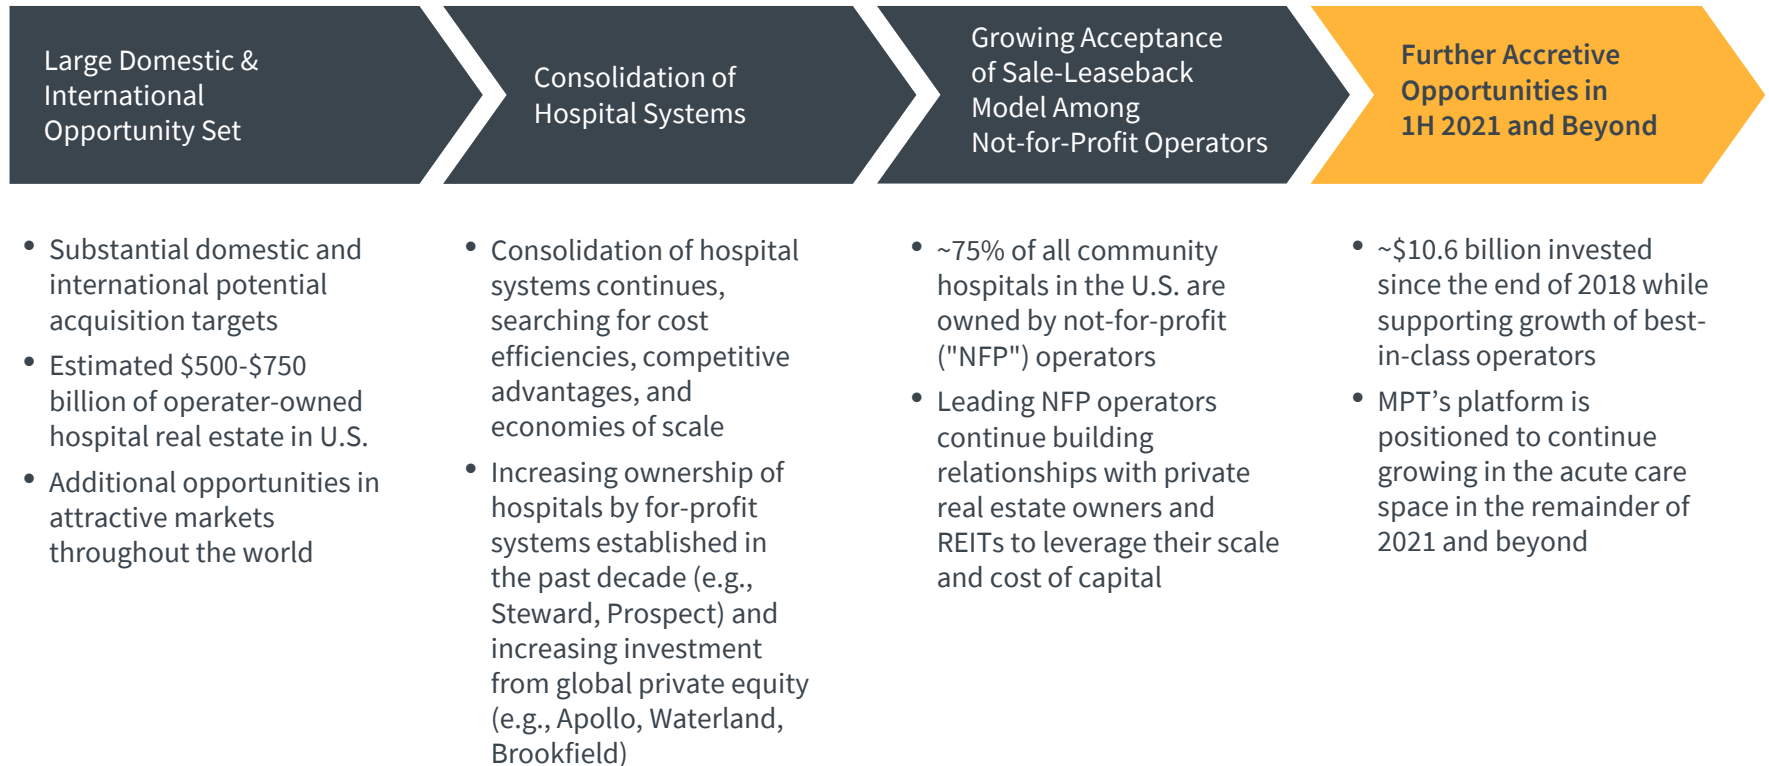 Large Domestic &
International
Opportunity Set
Consolidation of
Hospital Systems
Growing Acceptance
of Sale-Leaseback
Model Among
Not-for-Profit Operators
Further Accretive
Opportunities in
1H 2021 and Beyond
• Substantial domestic and
international potential
acquisition targets
• Estimated $500-$750
billion of operater-owned
hospital real estate in U.S.
• Additional opportunities in
attractive markets
throughout the world
• Consolidation of hospital
systems continues,
searching for cost
efficiencies, competitive
advantages, and
economies of scale
• Increasing ownership of
hospitals by for-profit
systems established in
the past decade (e.g.,
Steward, Prospect) and
increasing investment
from global private equity
(e.g., Apollo, Waterland,
Brookfield)
• ~75% of all community
hospitals in the U.S. are
owned by not-for-profit
("NFP") operators
• Leading NFP operators
continue building
relationships with private
real estate owners and
REITs to leverage their scale
and cost of capital
• ~$10.6 billion invested
since the end of 2018 while
supporting growth of best-
in-class operators
• MPT’s platform is
positioned to continue
growing in the acute care
space in the remainder of
2021 and beyond